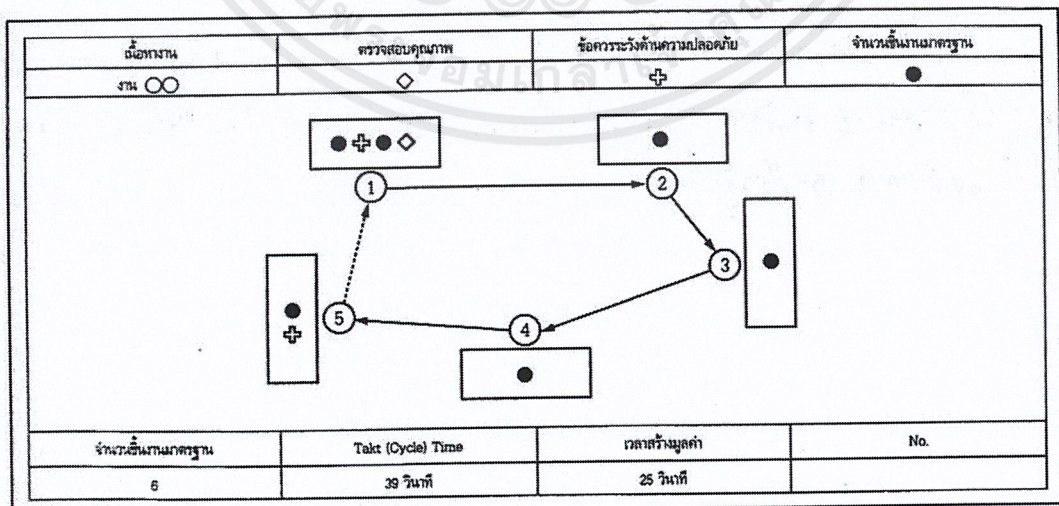 เนื้อหางาน ตรวจสอบคุณภาพ ข้อควรระวังด้านความปลอดภัย จำนวนชิ้นงานมาตรฐาน
งาน
1
2
3
4
5
จำนวนชิ้นงานมาตรฐาน Takt (Cycle) Time เวลาสร้างมูลค่า No.
6 39 วินาที 25 วินาที